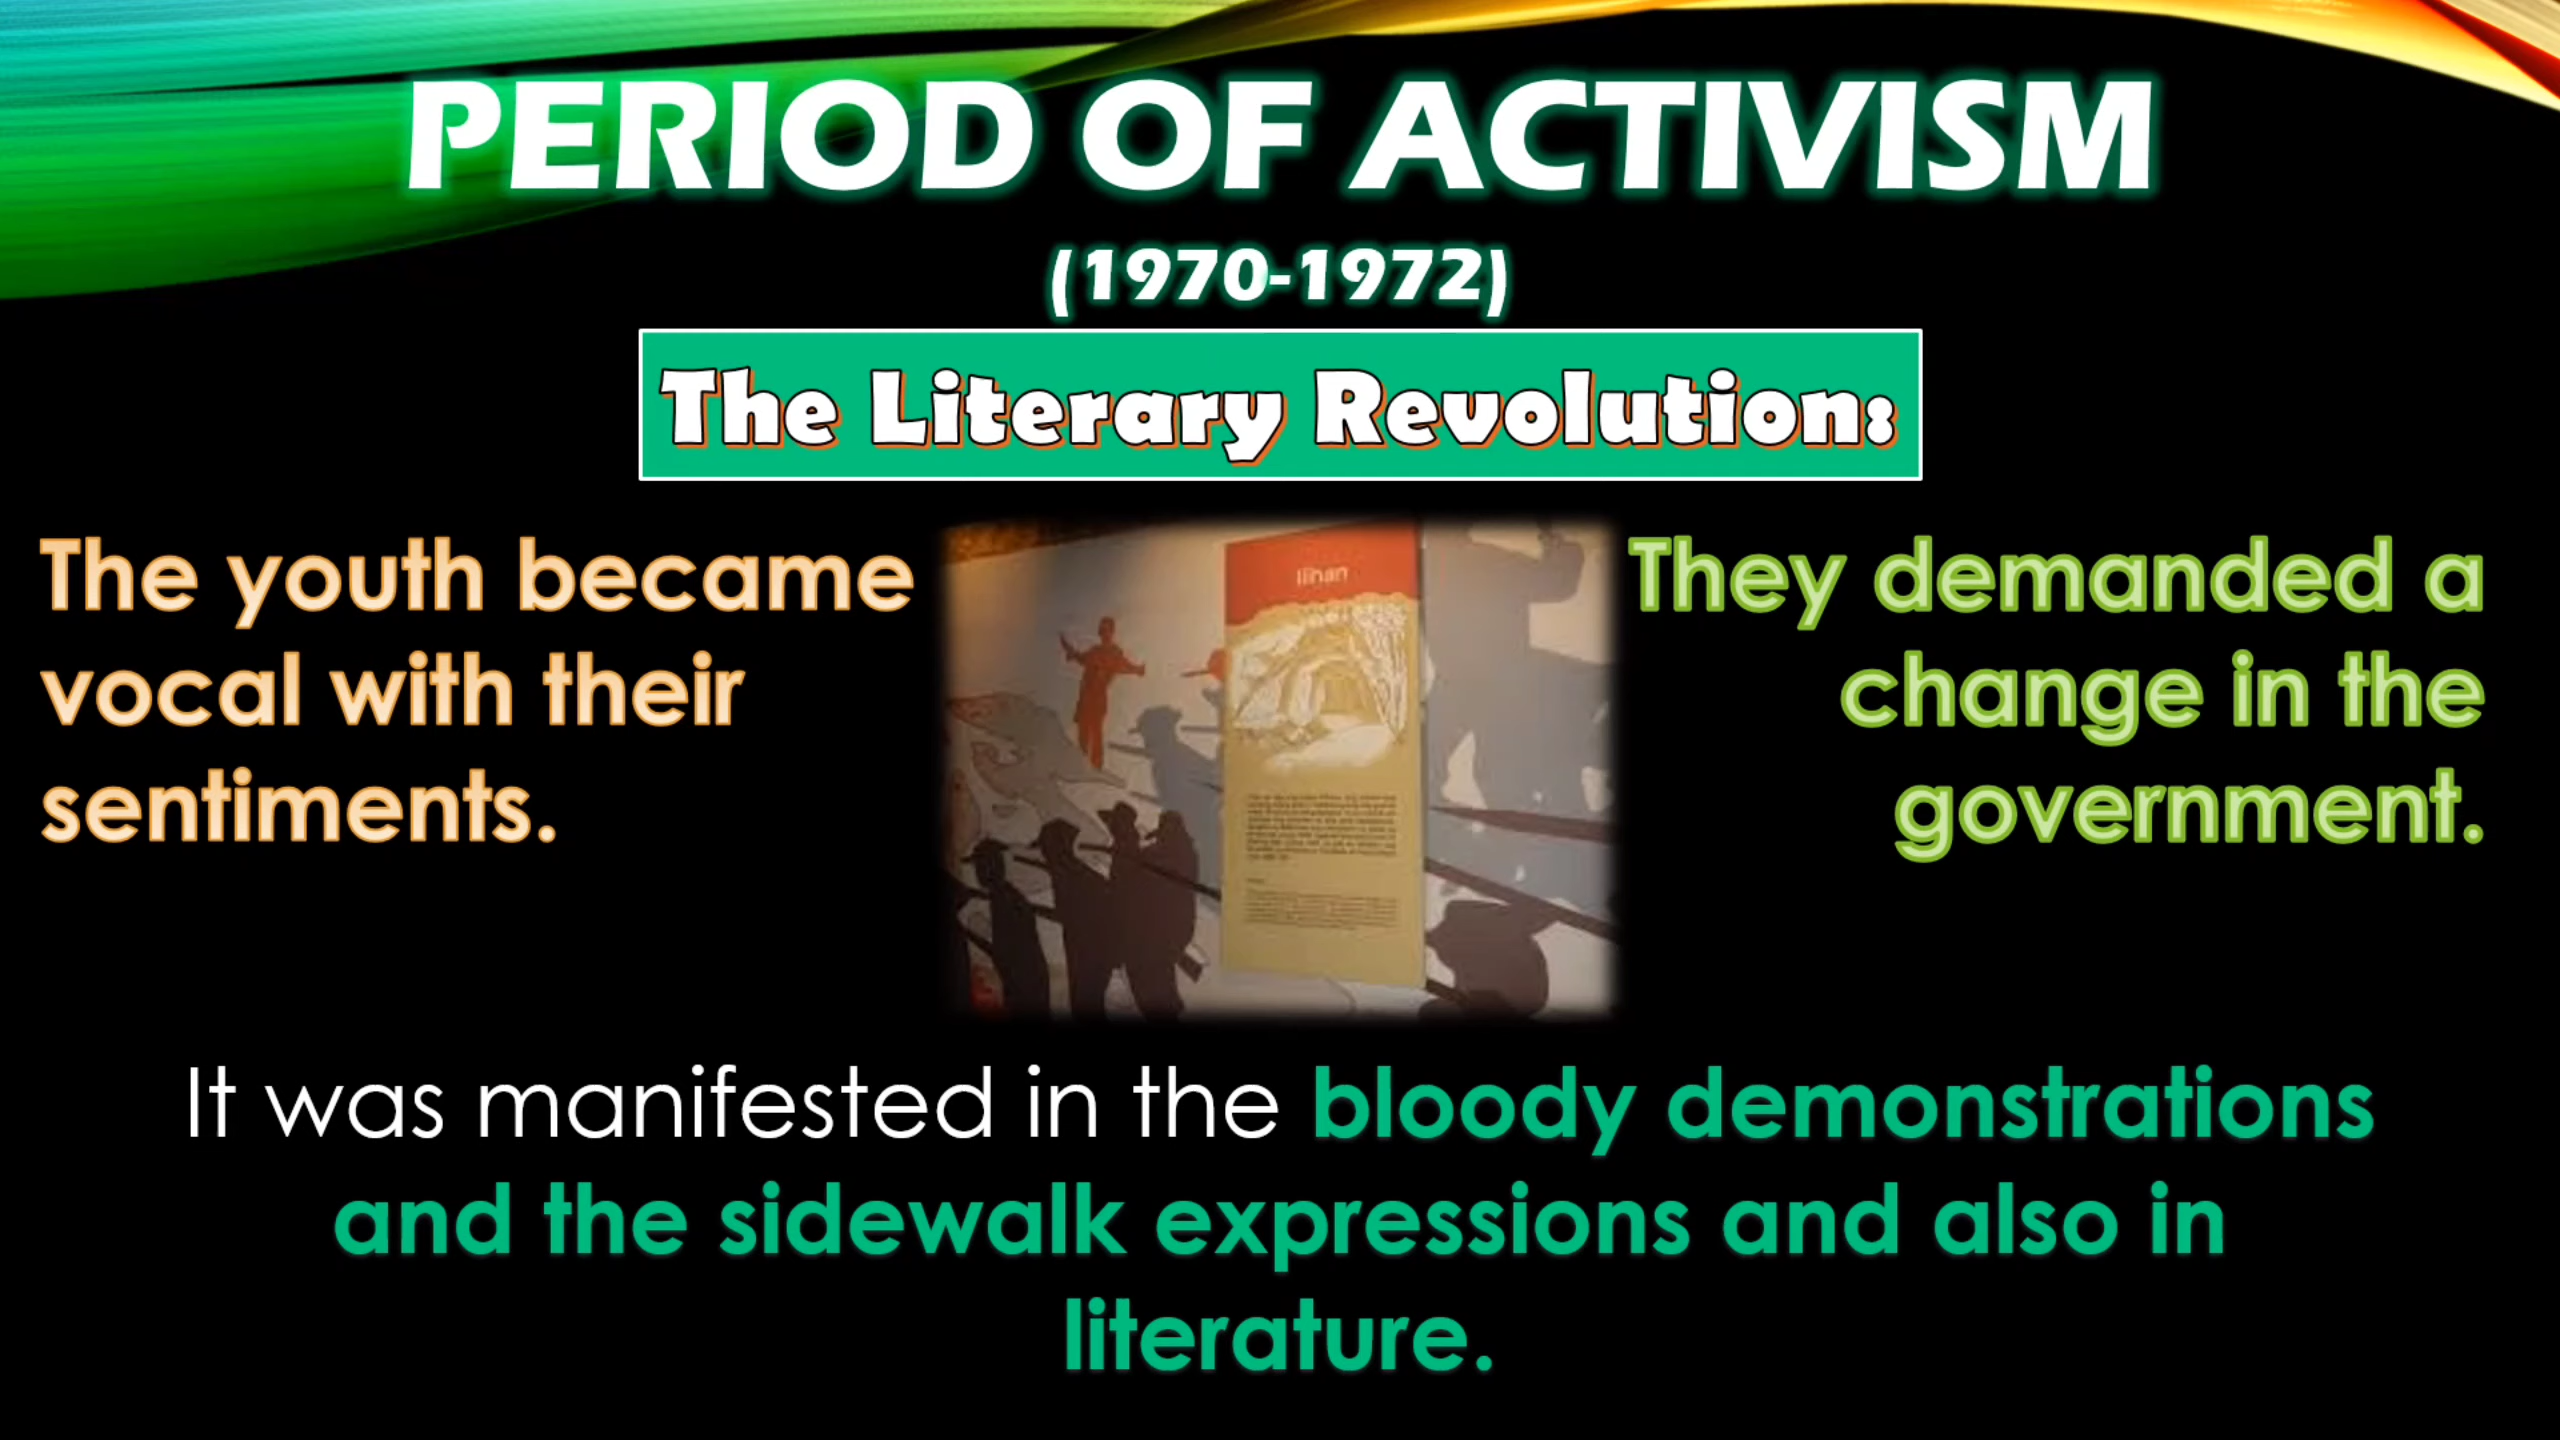 PERIOD OF ACTIVISM
(1970-1972)
The Literary Revolution:
The youth became
vocal with their
sentiments.
Ilihan
They demanded a
change in the
government.
It was manifested in the bloody demonstrations
and the sidewalk expressions and also in
literature.